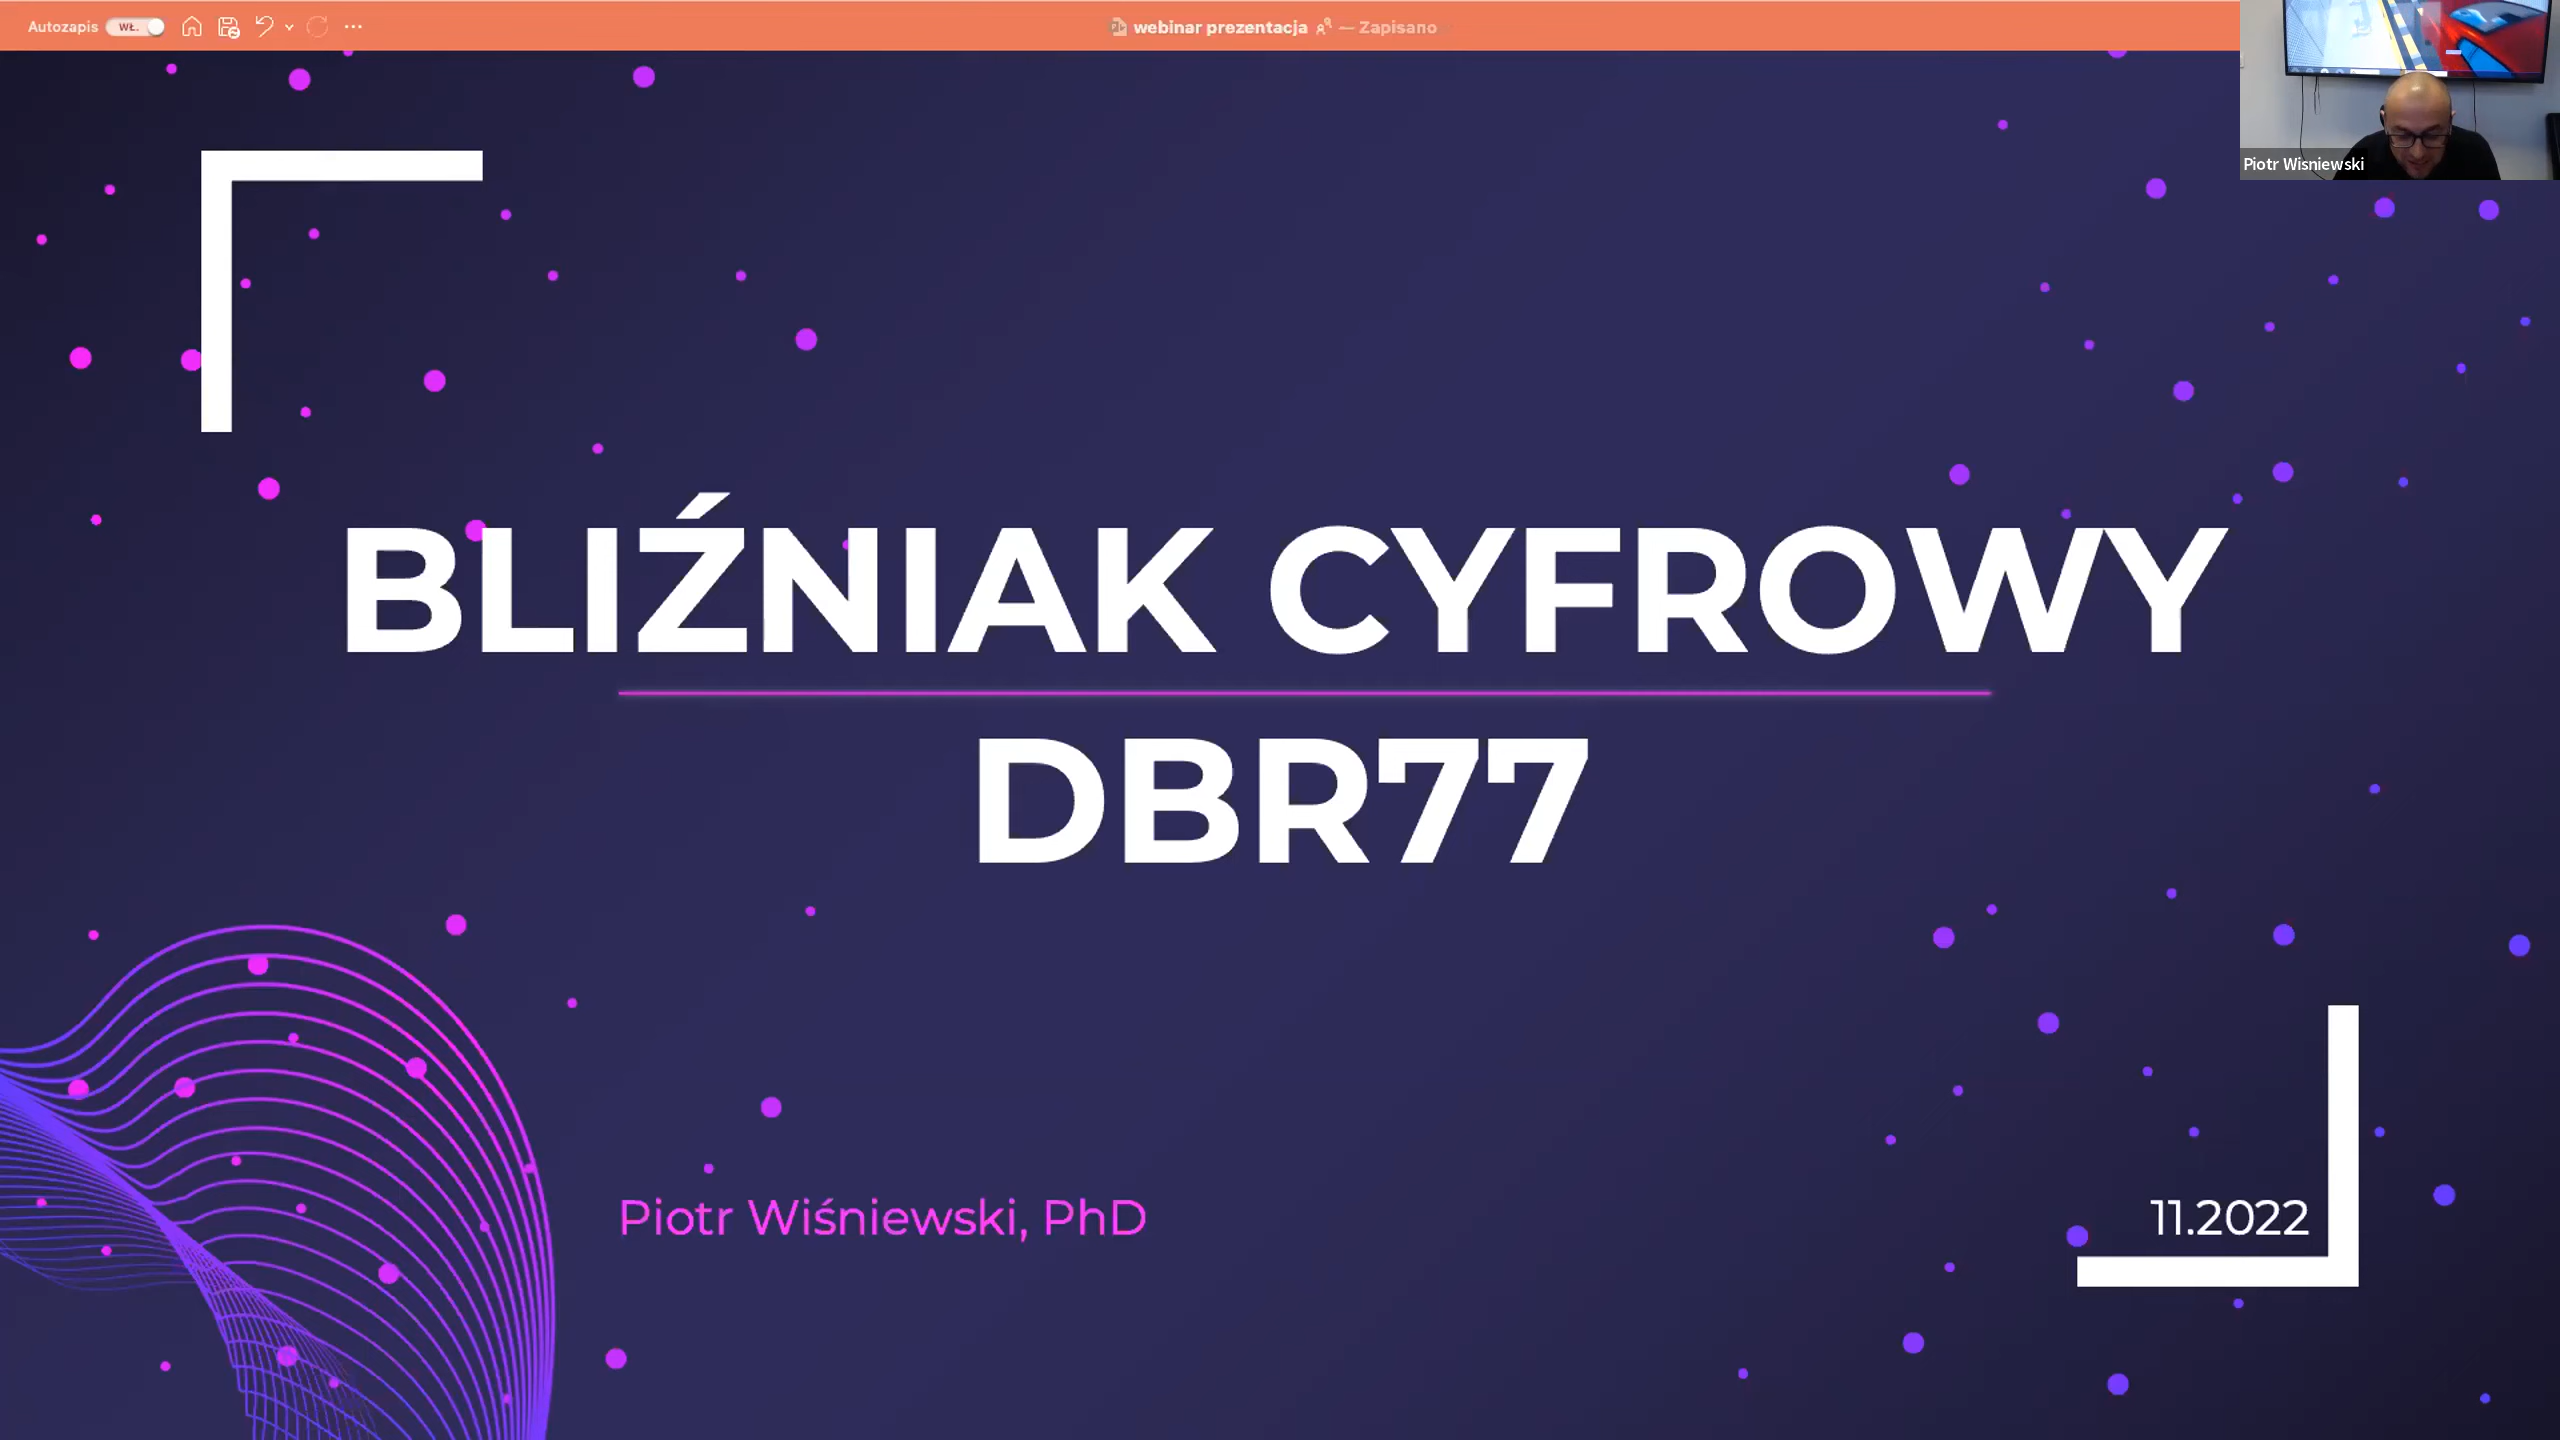 Autozapis WŁ. webinar prezentacja — Zapisano
Piotr Wisniewski
BLIŹNIAK CYFROWY
DBR77
Piotr Wiśniewski, PhD
11.2022